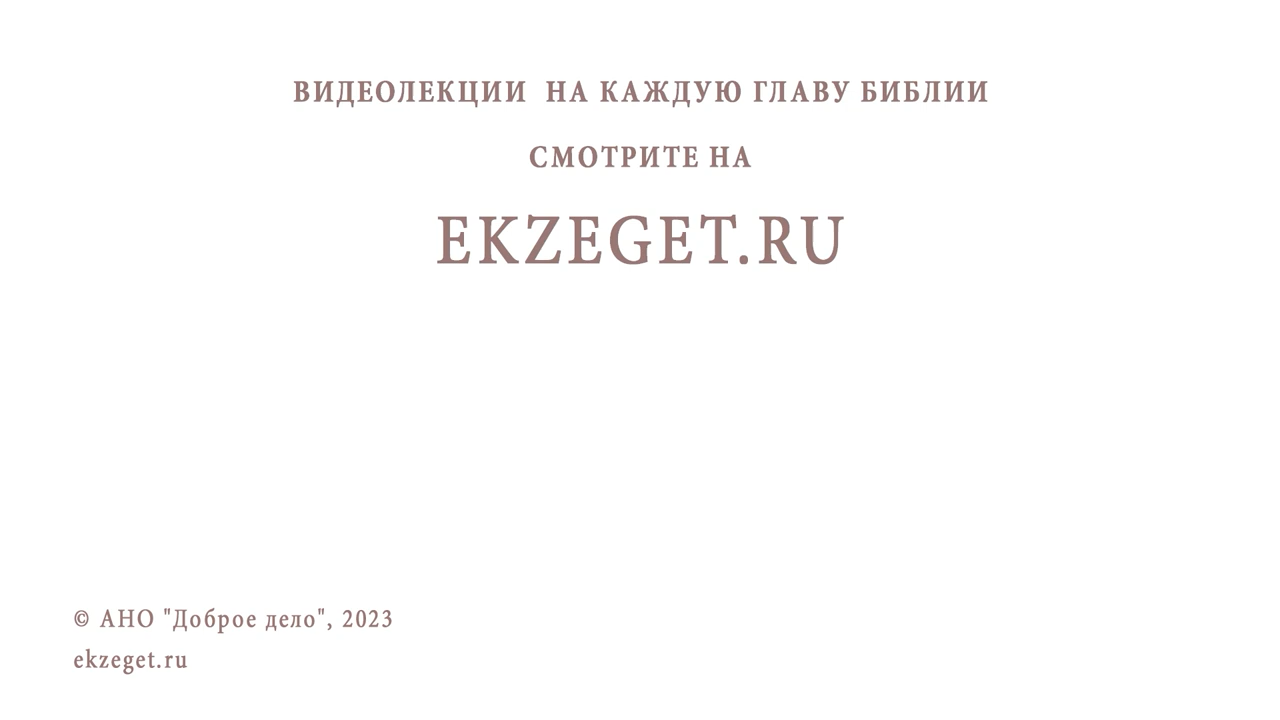 ВИДЕОЛЕКЦИИ НА КАЖДУЮ ГЛАВУ БИБЛИИ
СМОТРИТЕ НА
EKZEGET.RU
© АНО "Доброе дело", 2023
ekzeget.ru